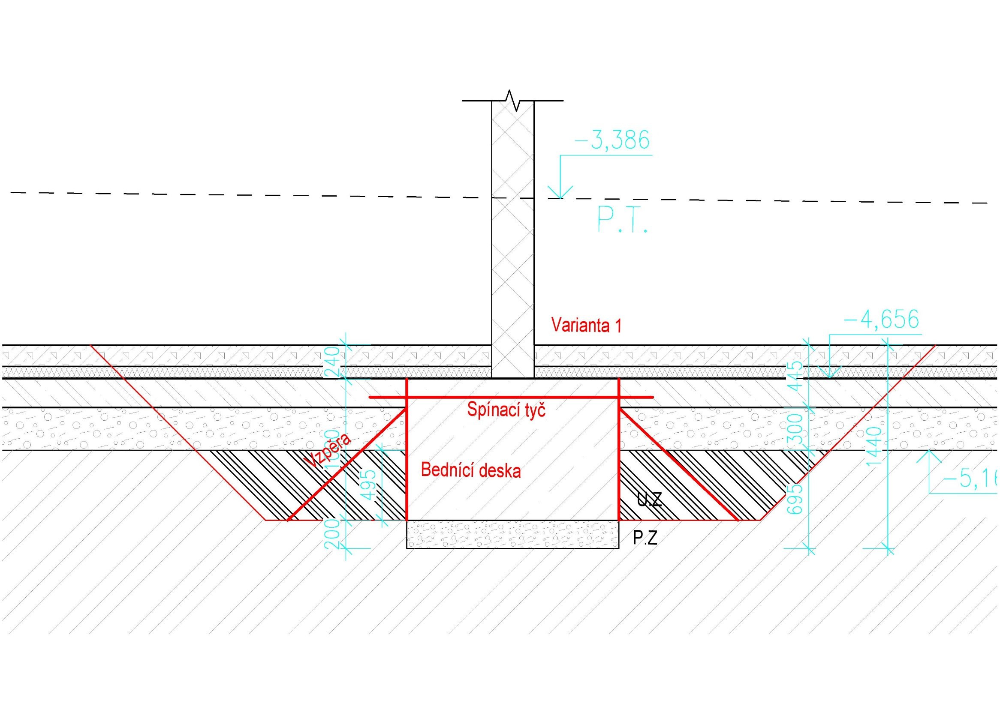 -3,386
P.T.
Varianta 1
-4,656
240
445
Spínací tyč
300
Vzpěra
1440
Bednící deska
495
U.Z
695
200
P.Z